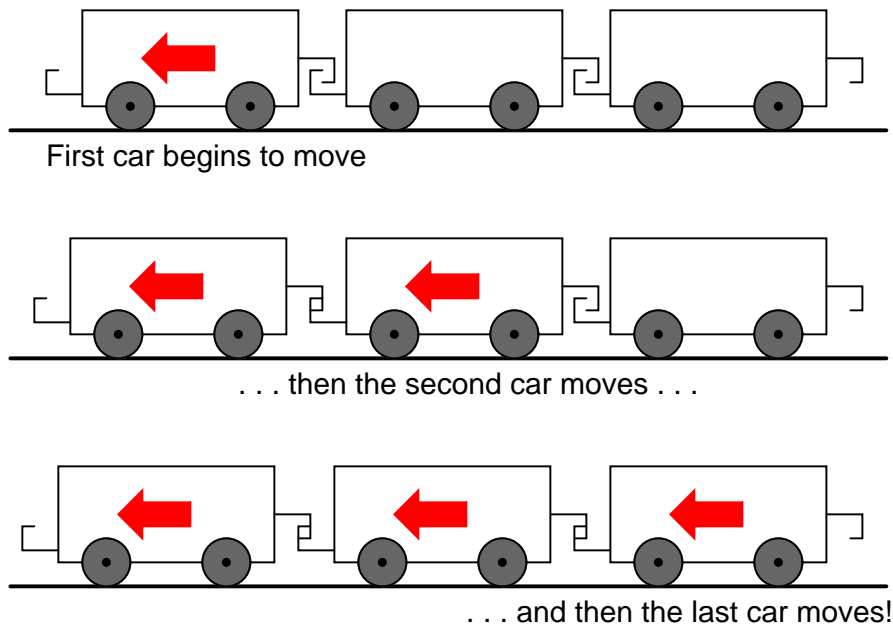 First car begins to move
. . . then the second car moves . . .
. . . and then the last car moves!